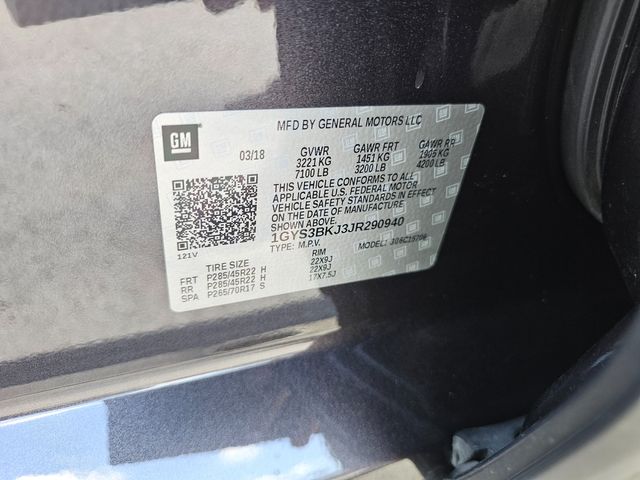 GM
MFD BY GENERAL MOTORS LLC
03/18
GVWR GAWR FRT GAWR RR
3221 KG 1451 KG 1905 KG
7100 LB 3200 LB 4200 LB
THIS VEHICLE CONFORMS TO ALL
APPLICABLE U.S. FEDERAL MOTOR
VEHICLE SAFETY STANDARDS IN EFFECT
ON THE DATE OF MANUFACTURE
SHOWN ABOVE.
1GYS3BKJ3JR290940
TYPE: M.P.V. MODEL:
121V
TIRE SIZE RIM
FRT P285/45R22 H 22X9J
RR P285/45R22 H 22X9J
SPA P265/70R17 S 17X7.5J